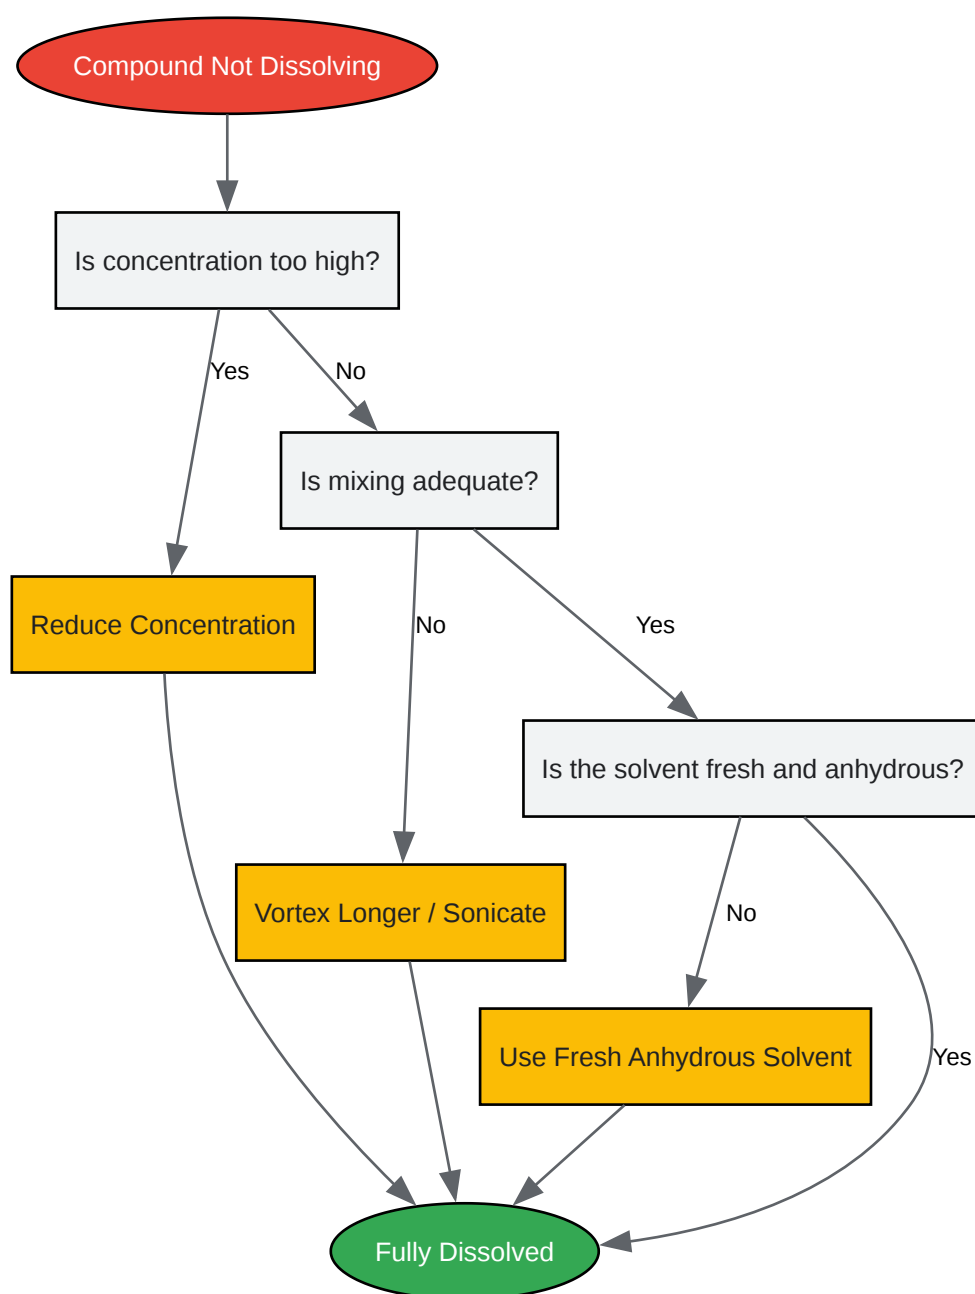 Compound Not Dissolving
Is concentration too high?
Yes
No
Is mixing adequate?
Reduce Concentration
No
Yes
Is the solvent fresh and anhydrous?
Vortex Longer / Sonicate
No
Use Fresh Anhydrous Solvent
Yes
Fully Dissolved